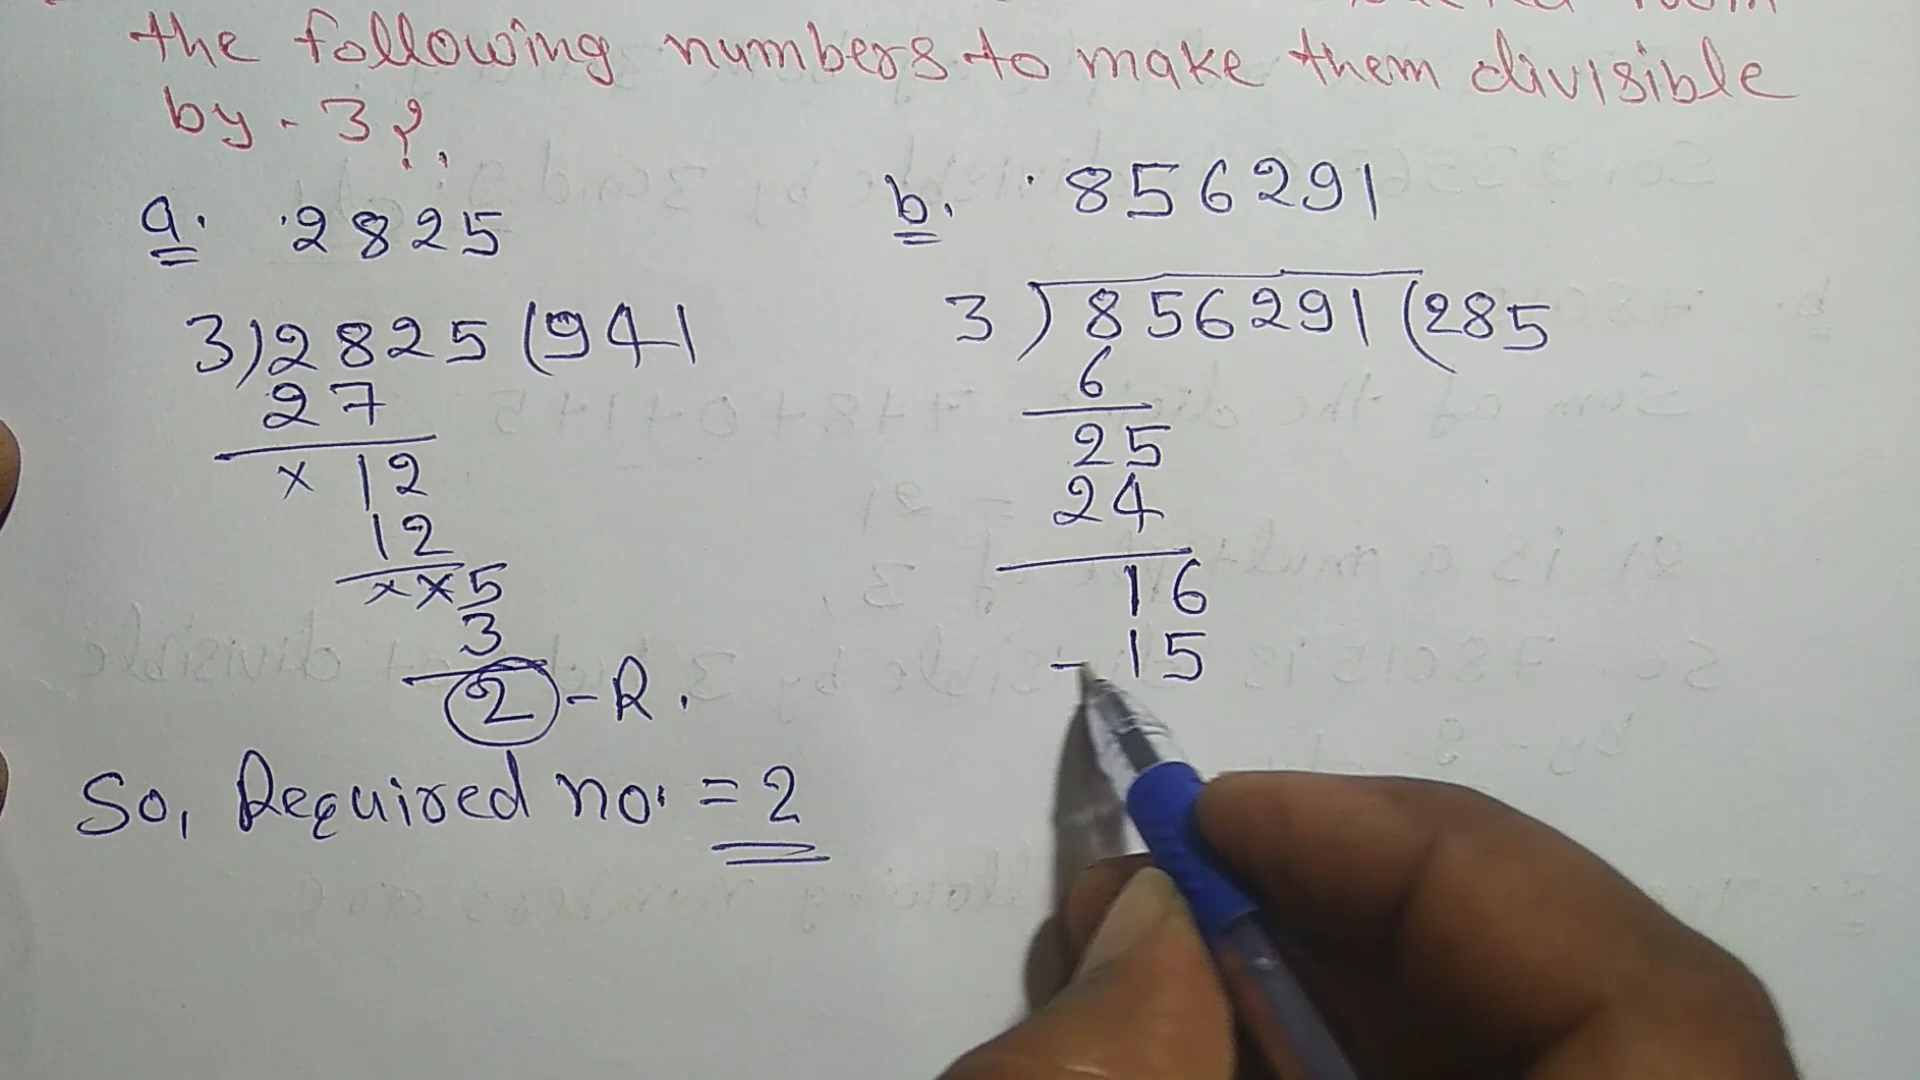 the following numbers to make them divisible
by - 3?.
a. 2825
3)2825(941
27
x 12
12
xx5
3
2 - R.
So, Required no. = 2
b. 856291
3)856291(285
6
25
24
16
- 15